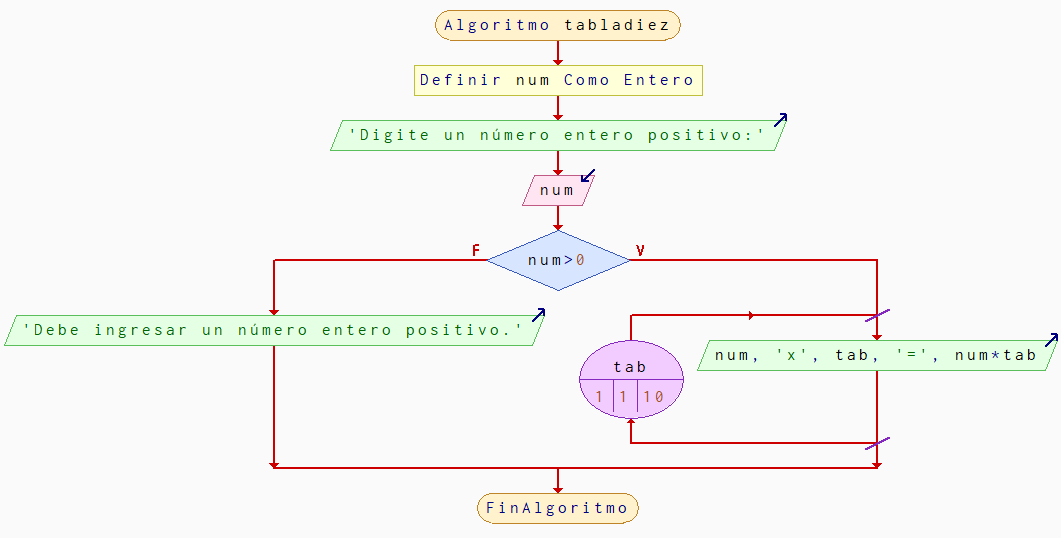 Algoritmo tabladiez
Definir num Como Entero
'Digite un número entero positivo:'
num
F
V
num>0
'Debe ingresar un número entero positivo.'
tab
1 1 10
num, 'x', tab, '=', num*tab
FinAlgoritmo